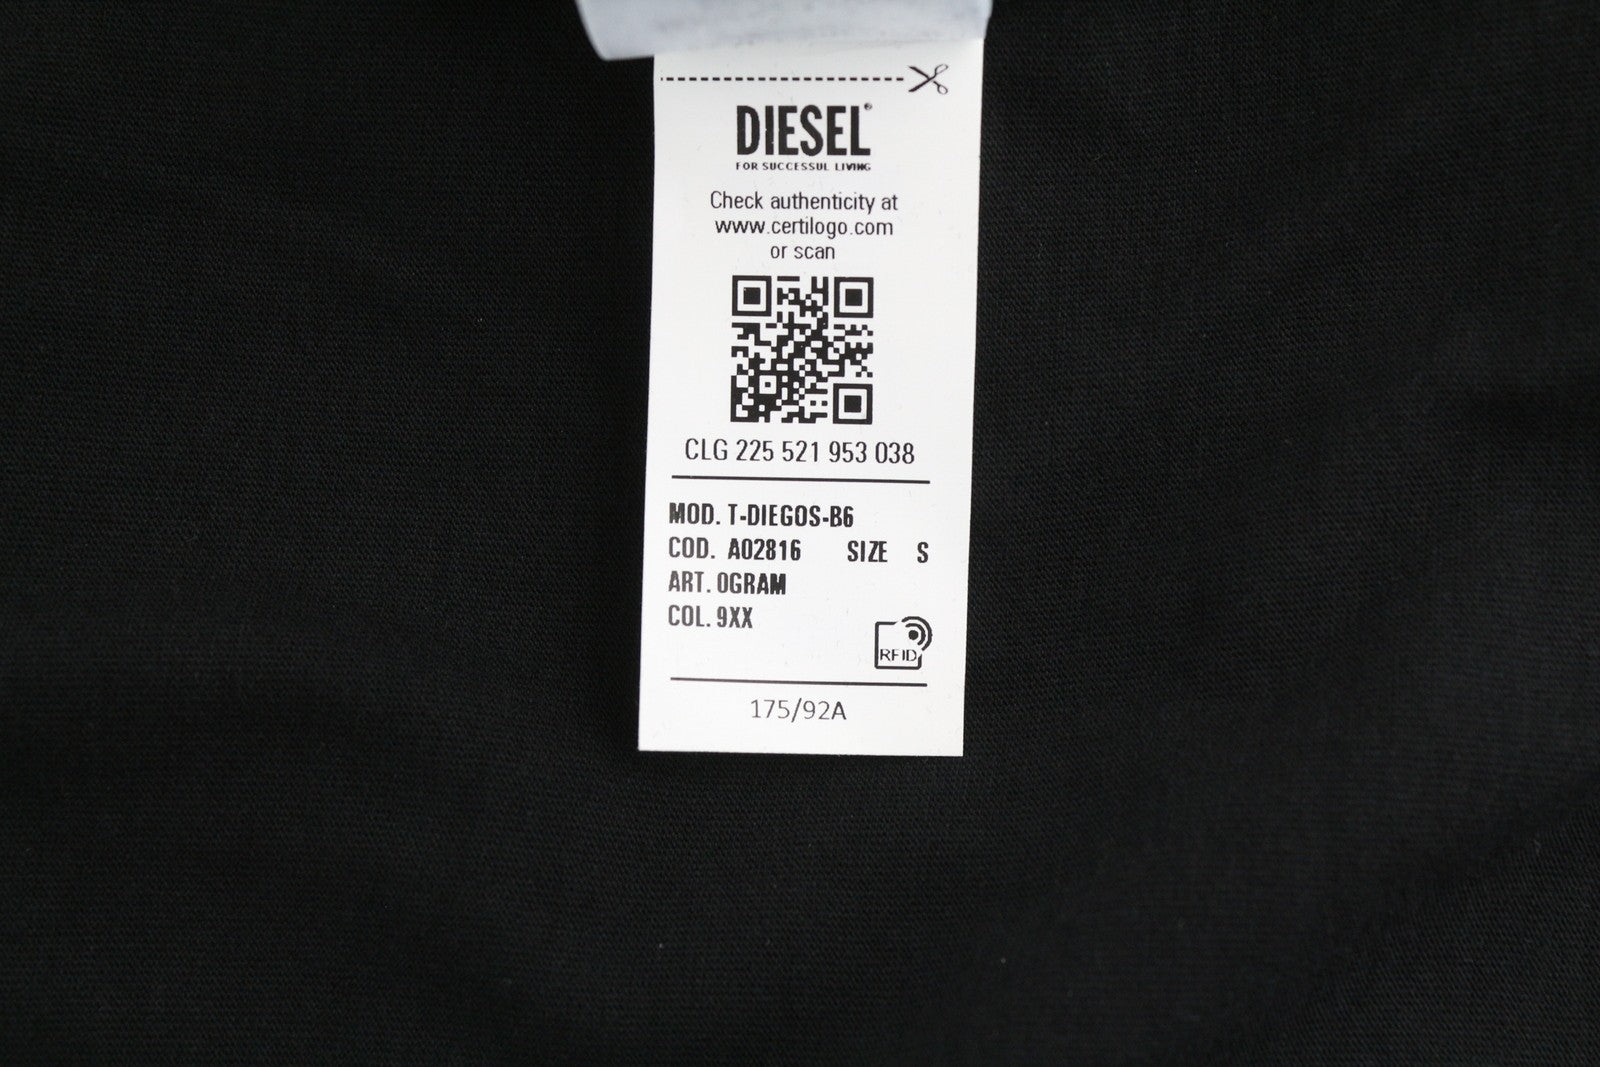 DIESEL®
FOR SUCCESSUL LIVING
Check authenticity at
www.certilogo.com
or scan
CLG 225 521 953 038
MOD. T-DIEGOS-B6
COD. A02816 SIZE S
ART. 0GRAM
COL. 9XX
RFID
175/92A